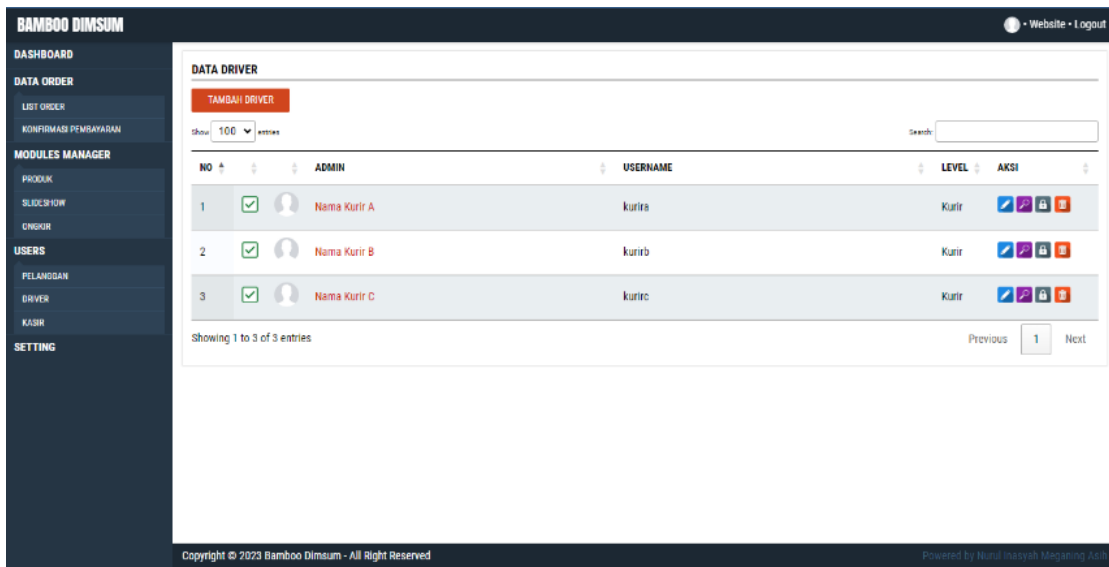 BAMBOO DIMSUM
• Website • Logout
DASHBOARD
DATA ORDER
LIST ORDER
KONFIRMASI PEMBAYARAN
MODULES MANAGER
PRODUK
SLIDESHOW
ONGKIR
USERS
PELANGGAN
DRIVER
KASIR
SETTING
DATA DRIVER
TAMBAH DRIVER
Show 100 entries
Search:
NO ADMIN USERNAME LEVEL AKSI
1 Nama Kurir A kurira Kurir
2 Nama Kurir B kurirb Kurir
3 Nama Kurir C kurirc Kurir
Showing 1 to 3 of 3 entries
Previous 1 Next
Copyright © 2023 Bamboo Dimsum - All Right Reserved
Powered by Nurul Inasyah Meganing Asih